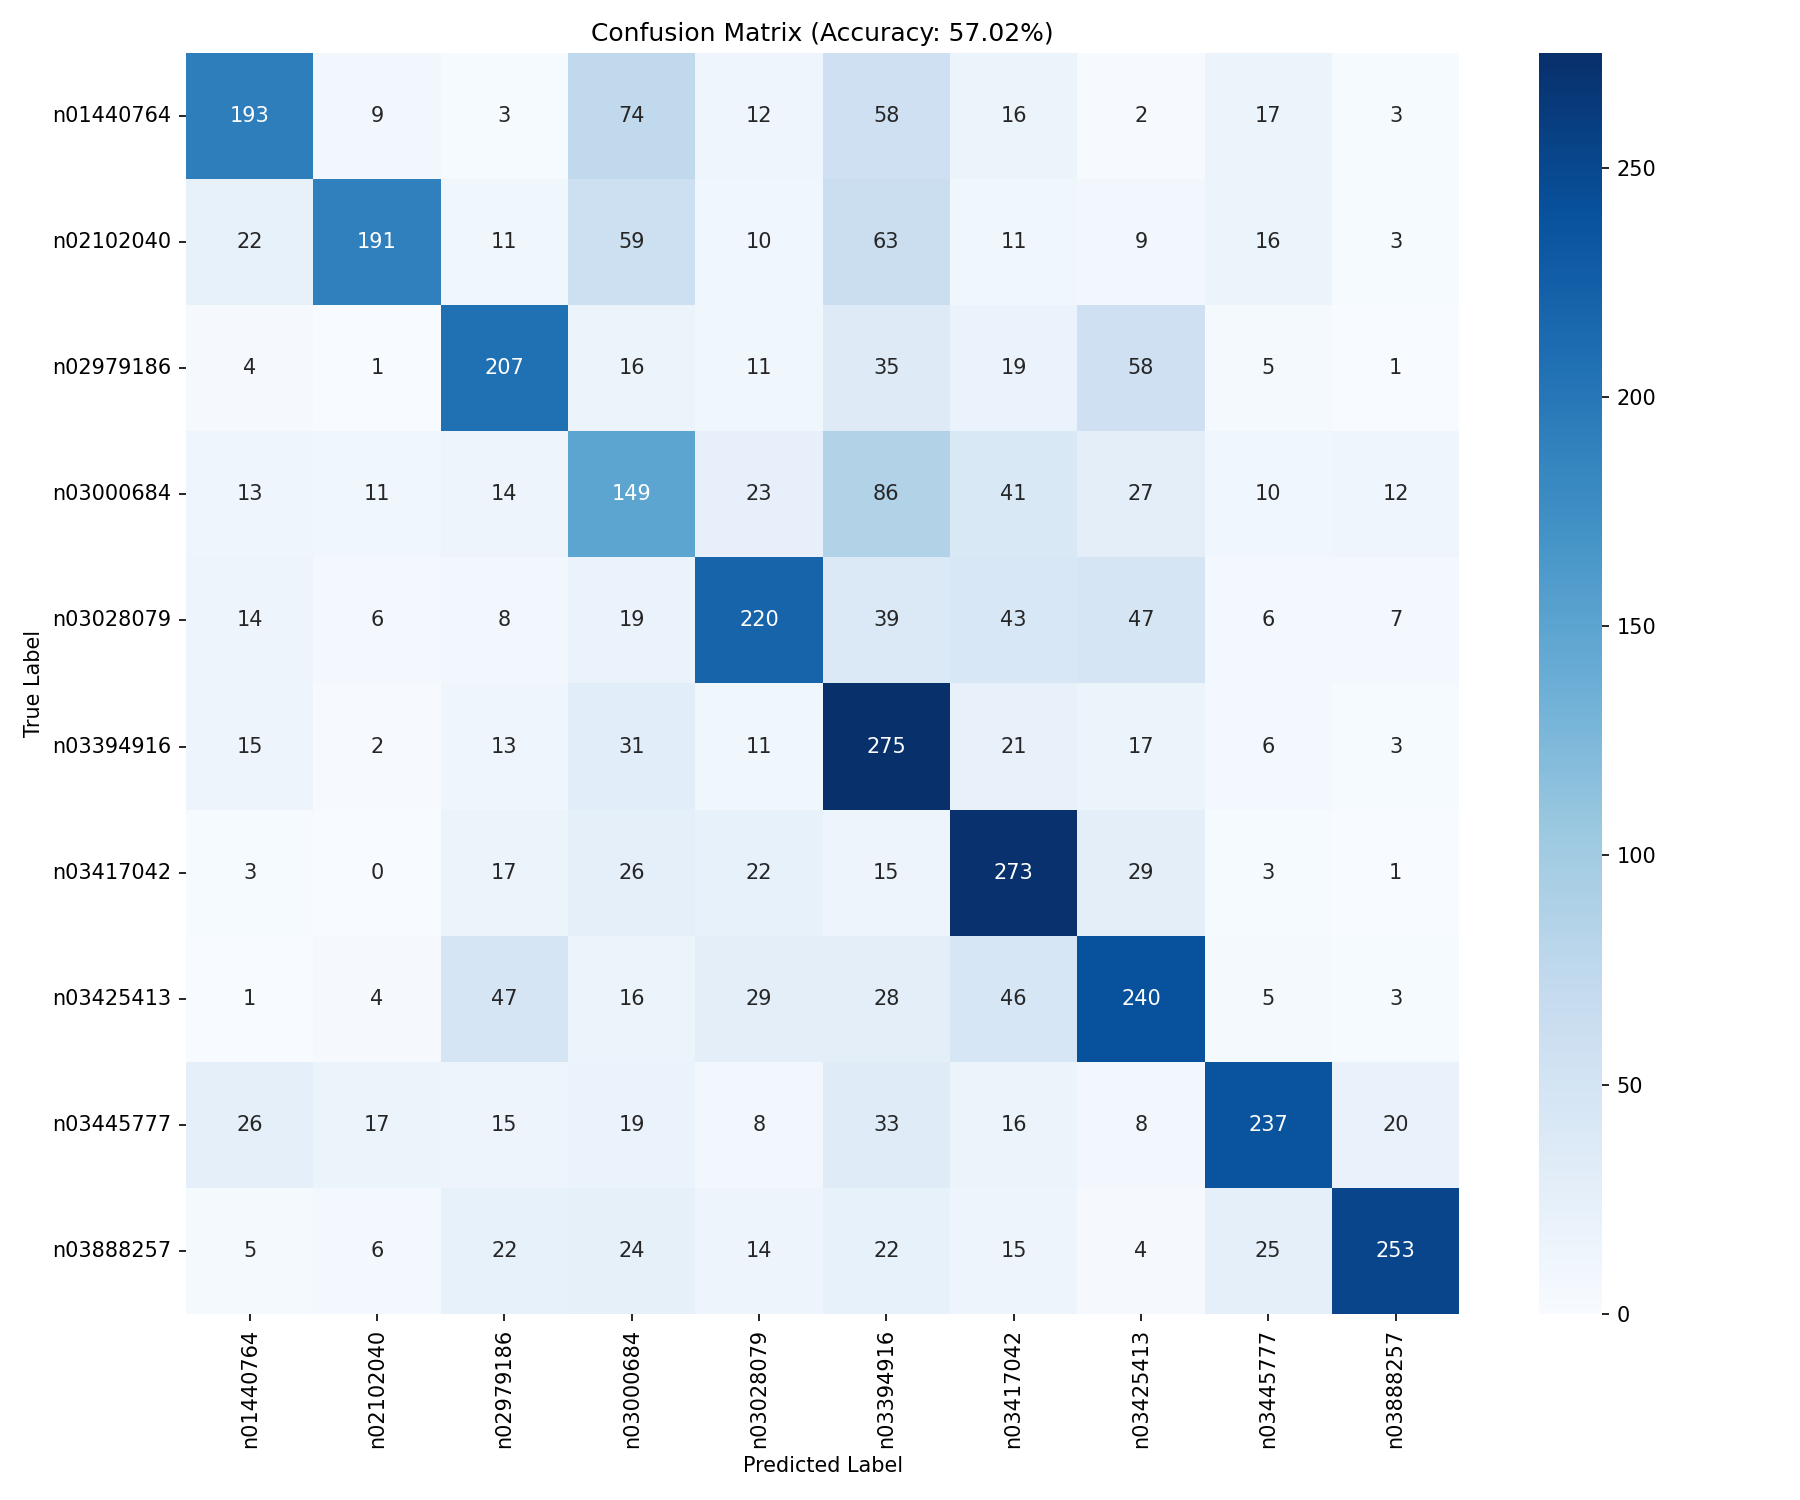 Confusion Matrix (Accuracy: 57.02%)
n01440764 193 9 3 74 12 58 16 2 17 3
n02102040 22 191 11 59 10 63 11 9 16 3
n02979186 4 1 207 16 11 35 19 58 5 1
n03000684 13 11 14 149 23 86 41 27 10 12
n03028079 14 6 8 19 220 39 43 47 6 7
n03394916 15 2 13 31 11 275 21 17 6 3
n03417042 3 0 17 26 22 15 273 29 3 1
n03425413 1 4 47 16 29 28 46 240 5 3
n03445777 26 17 15 19 8 33 16 8 237 20
n03888257 5 6 22 24 14 22 15 4 25 253
True Label
n01440764 n02102040 n02979186 n03000684 n03028079 n03394916 n03417042 n03425413 n03445777 n03888257
Predicted Label
250
200
150
100
50
0